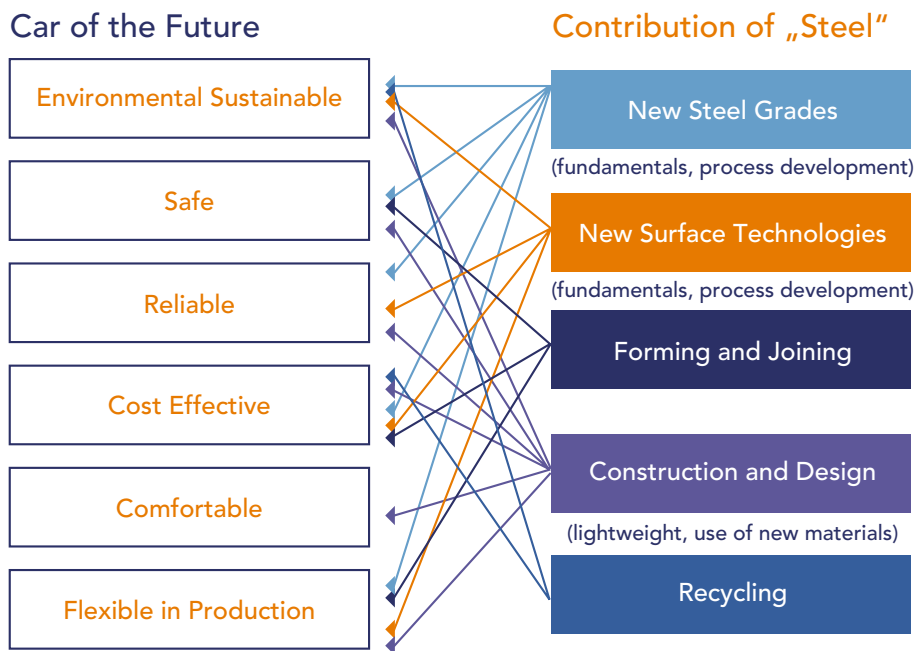 Car of the Future
Environmental Sustainable
Safe
Reliable
Cost Effective
Comfortable
Flexible in Production
Contribution of „Steel“
New Steel Grades
(fundamentals, process development)
New Surface Technologies
(fundamentals, process development)
Forming and Joining
Construction and Design
(lightweight, use of new materials)
Recycling